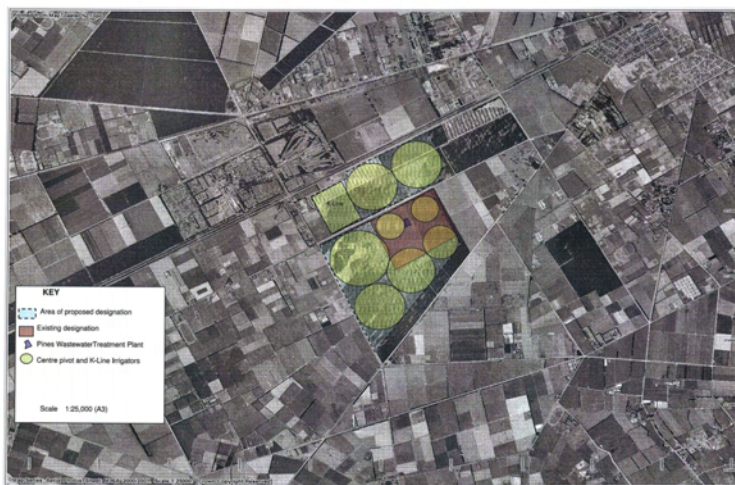 K-Line
KEY
Area of proposed designation
Existing designation
Pines WastewaterTreatment Plant
Centre pivot and K-Line Irrigators
Scale 1:25,000 (A3)